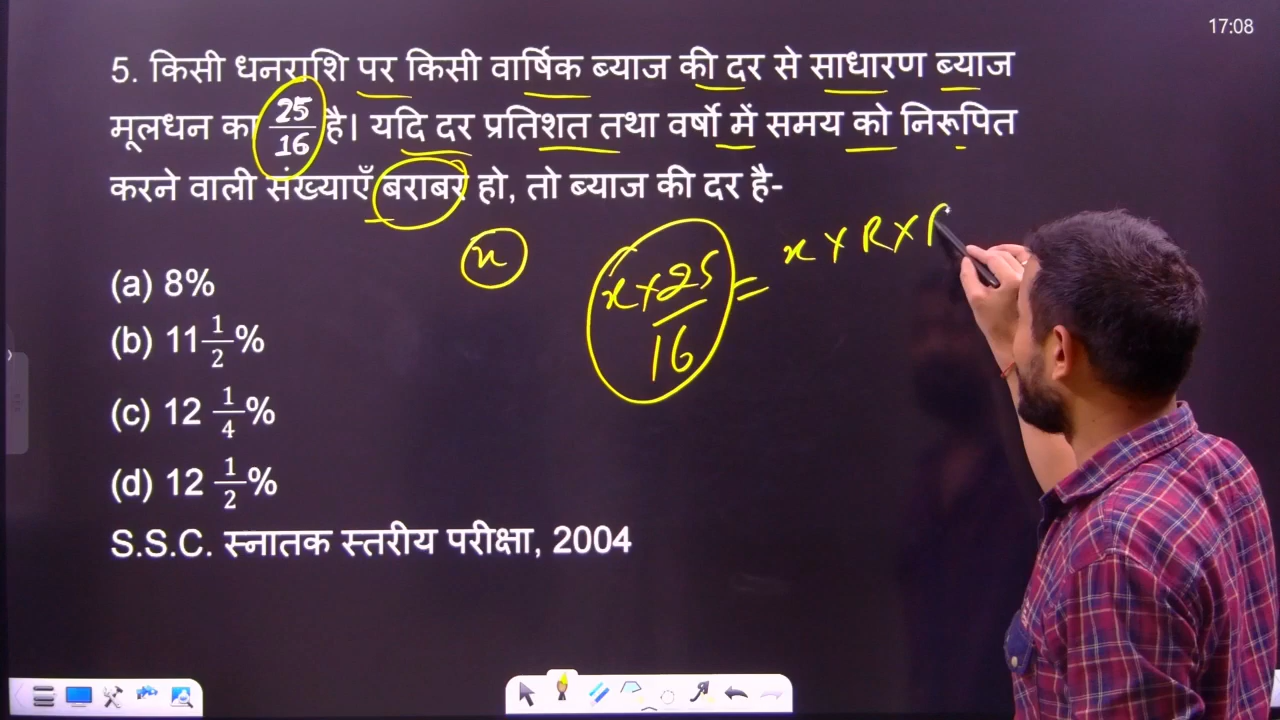 17:08
5. किसी धनराशि पर किसी वार्षिक ब्याज की दर से साधारण ब्याज
मूलधन का 25/16 है। यदि दर प्रतिशत तथा वर्षो में समय को निरूपित
करने वाली संख्याएँ बराबर हो, तो ब्याज की दर है-
x
x × 25/16 = x × R × R
(a) 8%
(b) 11 1/2%
(c) 12 1/4%
(d) 12 1/2%
S.S.C. स्नातक स्तरीय परीक्षा, 2004